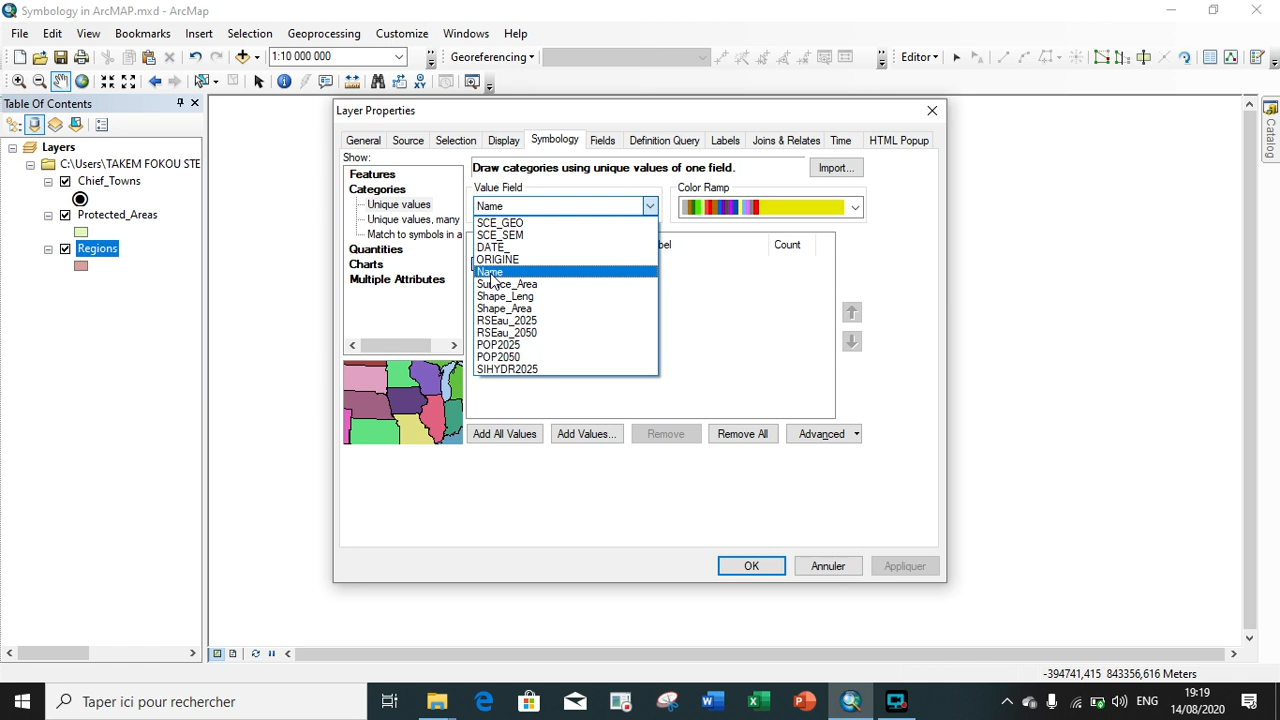 Symbology in ArcMAP.mxd - ArcMap
File Edit View Bookmarks Insert Selection Geoprocessing Customize Windows Help
1:10 000 000 Georeferencing Editor
Table Of Contents
Layers
C:\Users\TAKEM FOKOU STE
Chief_Towns
Protected_Areas
Regions
Catalog
Layer Properties
General Source Selection Display Symbology Fields Definition Query Labels Joins & Relates Time HTML Popup
Show:
Features
Categories
Unique values
Unique values, many
Match to symbols in a
Quantities
Charts
Multiple Attributes
Draw categories using unique values of one field.
Import...
Value Field
Name
Color Ramp
SCE_GEO
SCE_SEM
DATE_
ORIGINE
Name
Surface_Area
Shape_Leng
Shape_Area
RSEau_2025
RSEau_2050
POP2025
POP2050
SIHYDR2025
bel Count
Add All Values Add Values... Remove Remove All Advanced
OK Annuler Appliquer
-394741,415 843356,616 Meters
Taper ici pour rechercher
ENG
19:19
14/08/2020